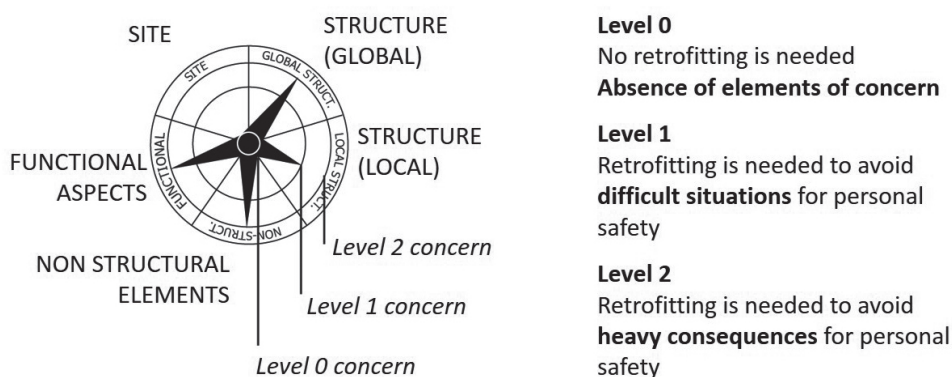 SITE
STRUCTURE
(GLOBAL)
SITE
GLOBAL STRUCT.
STRUCTURE
(LOCAL)
LOCAL STRUCT.
FUNCTIONAL
ASPECTS
FUNCTIONAL
NON-STRUCT.
NON STRUCTURAL
ELEMENTS
Level 2 concern
Level 1 concern
Level 0 concern
Level 0
No retrofitting is needed
Absence of elements of concern
Level 1
Retrofitting is needed to avoid
difficult situations for personal
safety
Level 2
Retrofitting is needed to avoid
heavy consequences for personal
safety